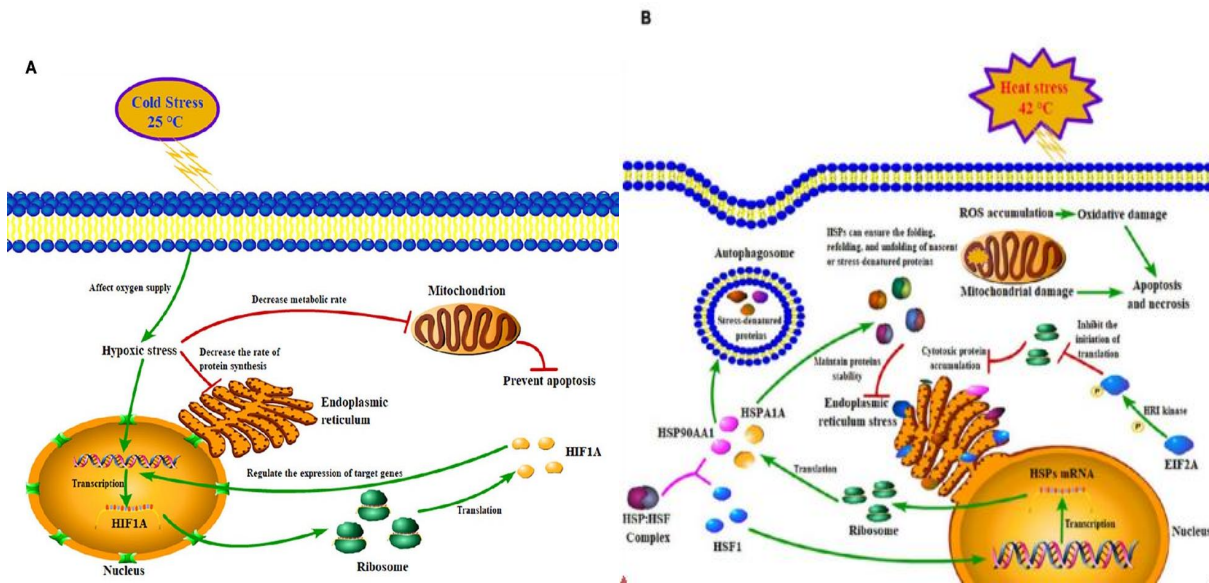 A
Cold Stress
25 °C
Affect oxygen supply
Decrease metabolic rate
Mitochondrion
Hypoxic stress
Decrease the rate of
protein synthesis
Prevent apoptosis
Endoplasmic
reticulum
HIF1A
Regulate the expression of target genes
Transcription
HIF1A
Translation
Nucleus
Ribosome
B
Heat stress
42 °C
ROS accumulation
Oxidative damage
HSPs can ensure the folding,
refolding, and unfolding of nascent
or stress-denatured proteins
Autophagosome
Stress-denatured
proteins
Mitochondrial damage
Apoptosis
and necrosis
Inhibit the
initiation of
translation
Cytotoxic protein
accumulation
Maintain proteins
stability
P
HRI kinase
P
EIF2A
Endoplasmic
reticulum stress
HSPA1A
HSP90AA1
Translation
HSPs mRNA
HSP:HSF
Complex
HSF1
Ribosome
Transcription
Nucleus